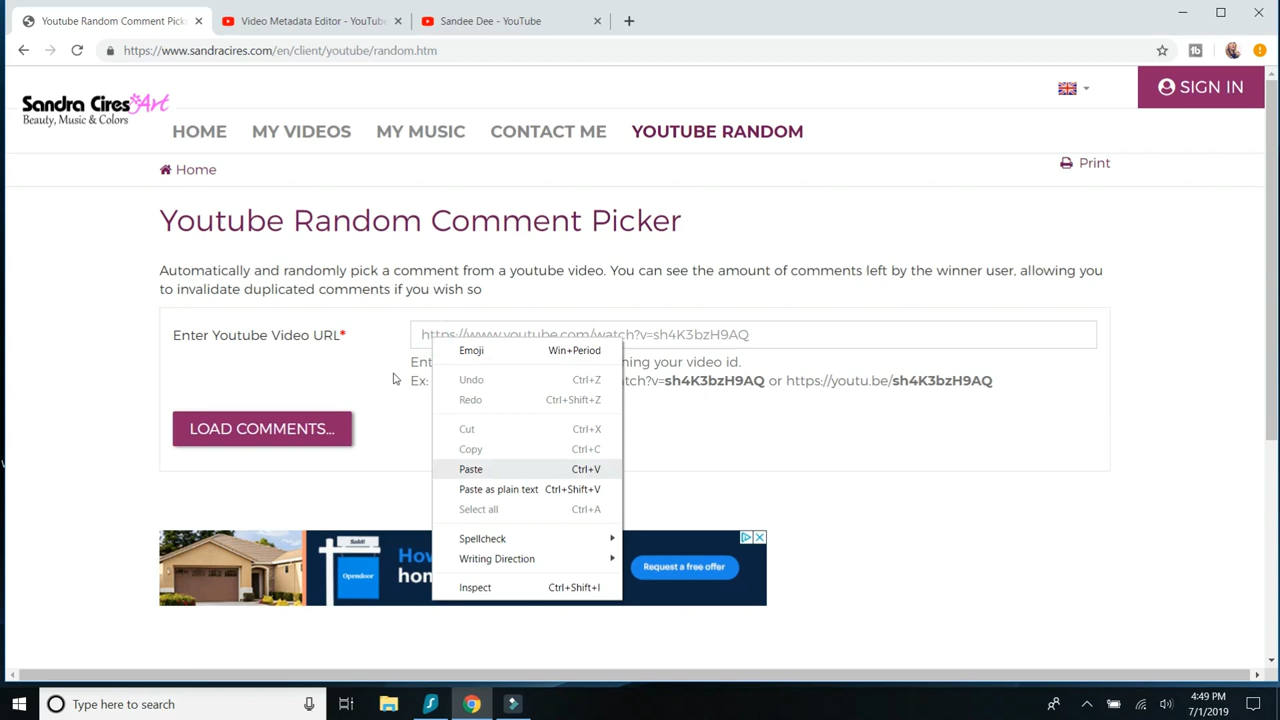 Youtube Random Comment Pick
Video Metadata Editor - YouTube
Sandee Dee - YouTube
https://www.sandracires.com/en/client/youtube/random.htm
Sandra Cires Art
Beauty, Music & Colors
SIGN IN
HOME
MY VIDEOS
MY MUSIC
CONTACT ME
YOUTUBE RANDOM
Home
Print
Youtube Random Comment Picker
Automatically and randomly pick a comment from a youtube video. You can see the amount of comments left by the winner user, allowing you
to invalidate duplicated comments if you wish so
Enter Youtube Video URL*
https://www.youtube.com/watch?v=sh4K3bzH9AQ
Ent ning your video id.
Ex: tch?v=sh4K3bzH9AQ or https://youtu.be/sh4K3bzH9AQ
LOAD COMMENTS...
Emoji Win+Period
Undo Ctrl+Z
Redo Ctrl+Shift+Z
Cut Ctrl+X
Copy Ctrl+C
Paste Ctrl+V
Paste as plain text Ctrl+Shift+V
Select all Ctrl+A
Spellcheck
Writing Direction
Inspect Ctrl+Shift+I
Opendoor
How
hom
Request a free offer
Type here to search
4:49 PM
7/1/2019